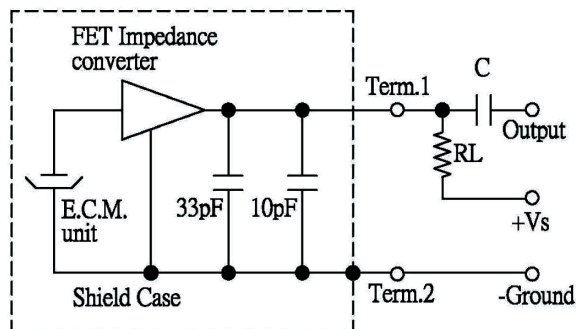 FET Impedance
converter
Term.1
C
Output
RL
E.C.M.
unit
33pF
10pF
+Vs
Shield Case
Term.2
-Ground